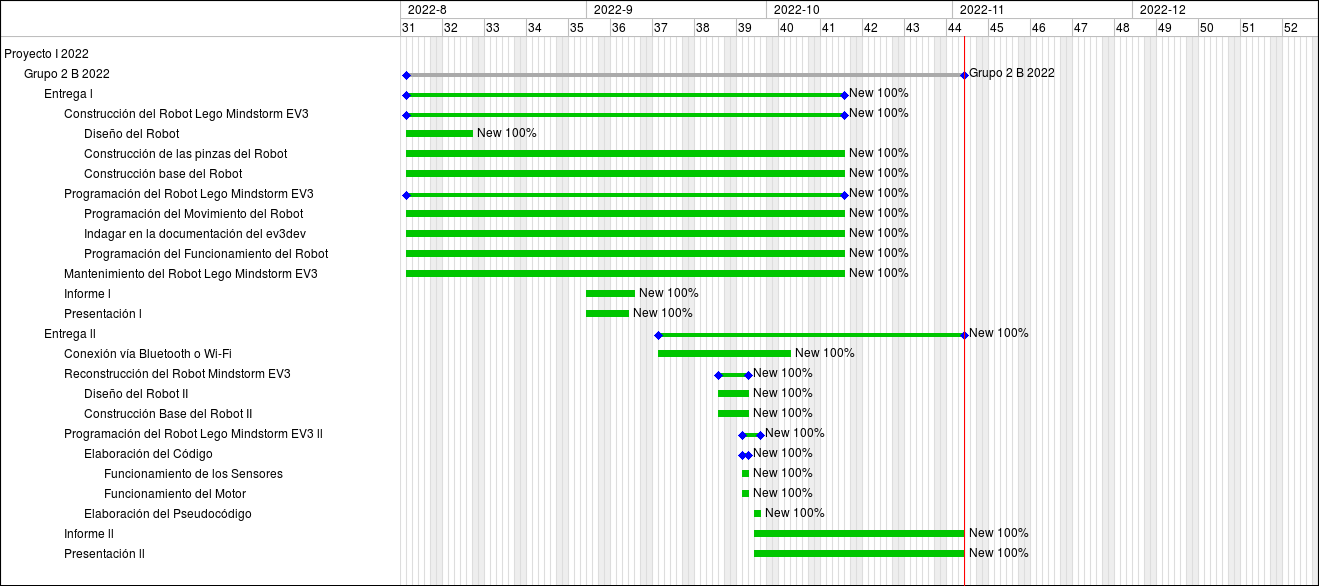 2022-8 2022-9 2022-10 2022-11 2022-12
31 32 33 34 35 36 37 38 39 40 41 42 43 44 45 46 47 48 49 50 51 52
Proyecto I 2022
Grupo 2 B 2022 Grupo 2 B 2022
Entrega I New 100%
Construcción del Robot Lego Mindstorm EV3 New 100%
Diseño del Robot New 100%
Construcción de las pinzas del Robot New 100%
Construcción base del Robot New 100%
Programación del Robot Lego Mindstorm EV3 New 100%
Programación del Movimiento del Robot New 100%
Indagar en la documentación del ev3dev New 100%
Programación del Funcionamiento del Robot New 100%
Mantenimiento del Robot Lego Mindstorm EV3 New 100%
Informe I New 100%
Presentación I New 100%
Entrega II New 100%
Conexión vía Bluetooth o Wi-Fi New 100%
Reconstrucción del Robot Mindstorm EV3 New 100%
Diseño del Robot II New 100%
Construcción Base del Robot II New 100%
Programación del Robot Lego Mindstorm EV3 II New 100%
Elaboración del Código New 100%
Funcionamiento de los Sensores New 100%
Funcionamiento del Motor New 100%
Elaboración del Pseudocódigo New 100%
Informe II New 100%
Presentación II New 100%